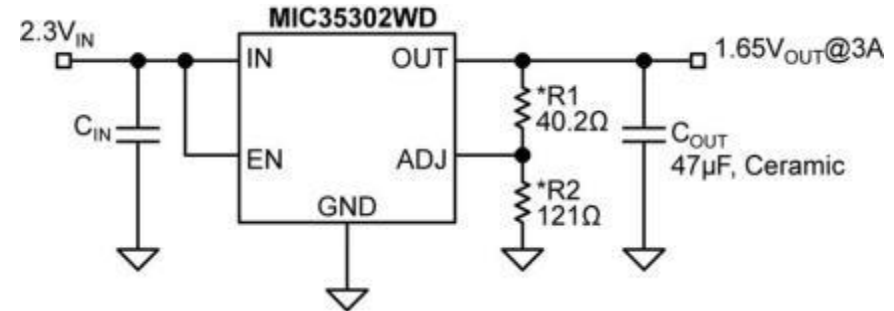 MIC35302WD
2.3VIN
IN
OUT
1.65VOUT@3A
*R1
40.2Ω
CIN
EN
ADJ
COUT
47µF, Ceramic
*R2
121Ω
GND